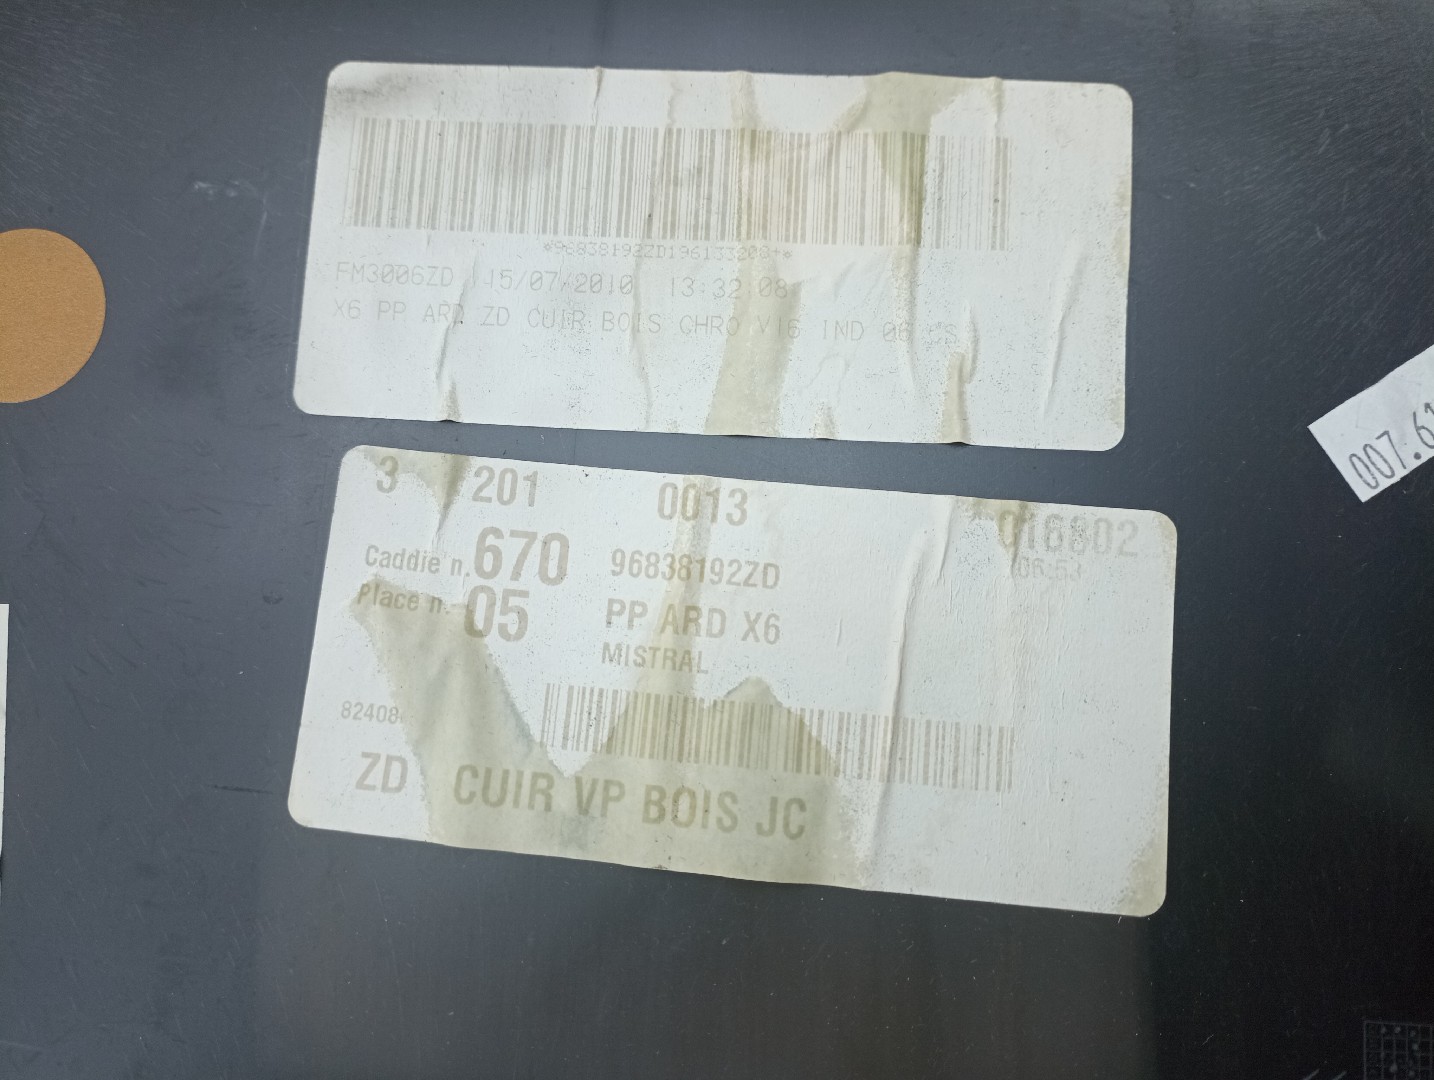 *96838192ZD196133208+*
FM3006ZD 15/07/2010 13:32:08
X6 PP ARD ZD CUIR BOIS CHRO V16 IND 06
3 201 0013 016802
Caddie n. 670 96838192ZD 06:53
Place n. 05 PP ARD X6
MISTRAL
82408
ZD CUIR VP BOIS JC
007.61